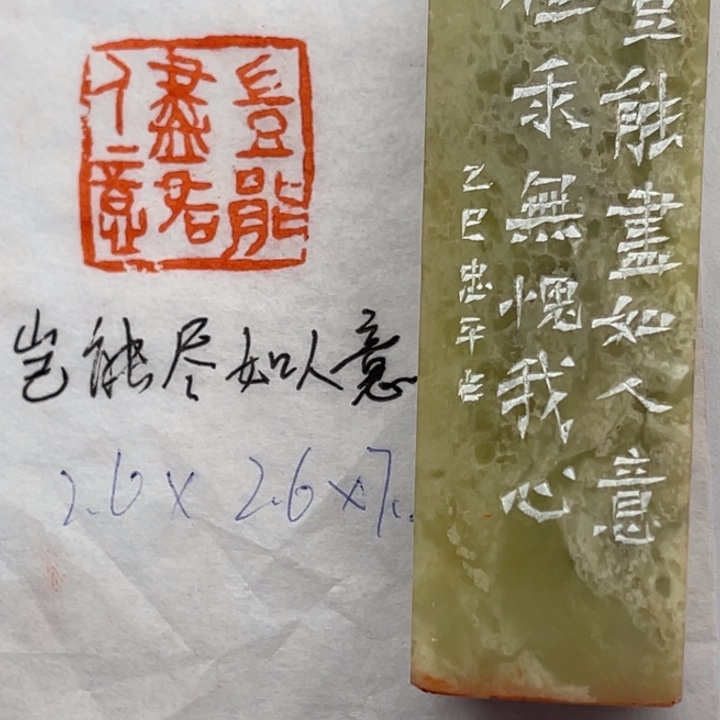 豈能
盡如
人意
岂能尽如人意
2.6×2.6×7.
豈能盡如人意
但求無愧我心
乙巳忠平